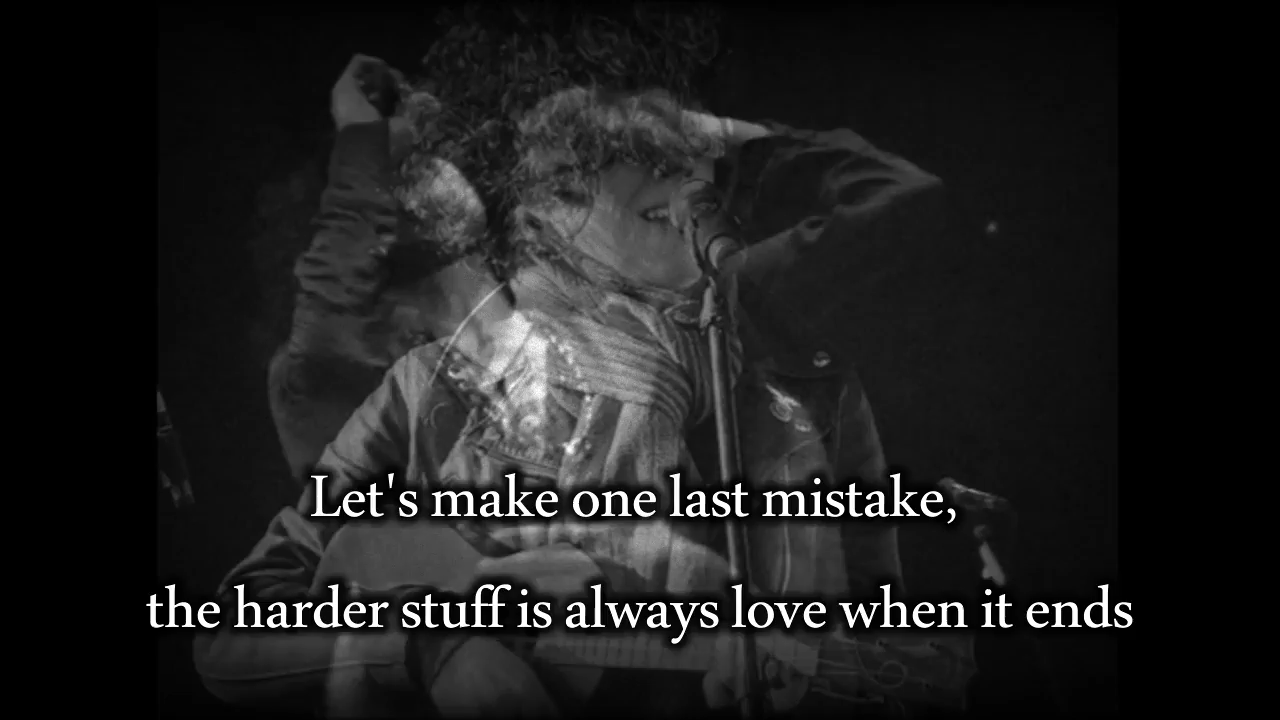 Let's make one last mistake,
the harder stuff is always love when it ends